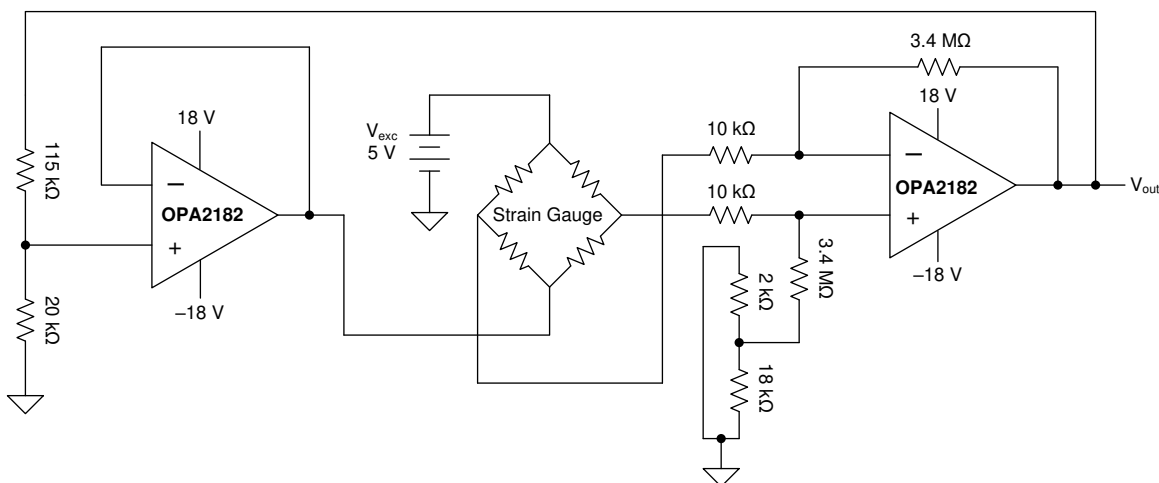 3.4 MΩ
18 V
18 V
V_exc
5 V
10 kΩ
115 kΩ
–
OPA2182
+
Strain Gauge
10 kΩ
–
OPA2182
+
V_out
–18 V
–18 V
3.4 MΩ
2 kΩ
20 kΩ
18 kΩ